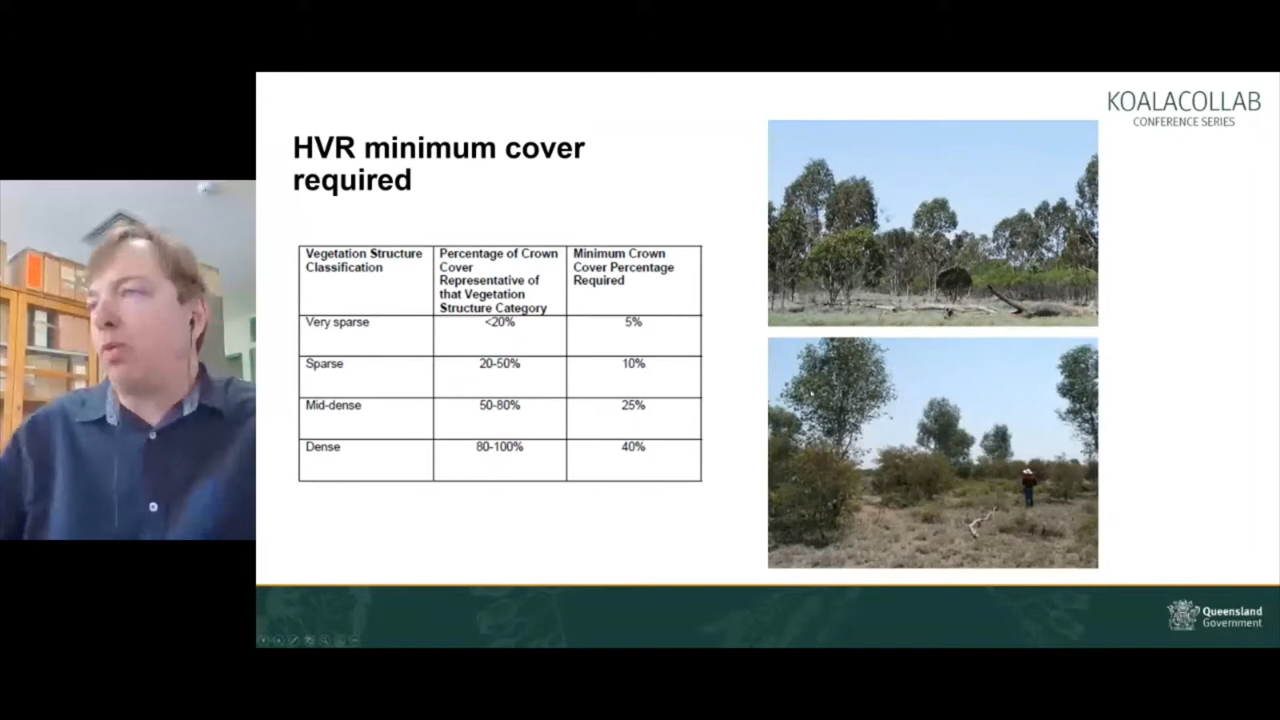 KOALACOLLAB
CONFERENCE SERIES
HVR minimum cover
required
Vegetation Structure
Classification
Percentage of Crown
Cover
Representative of
that Vegetation
Structure Category
Minimum Crown
Cover Percentage
Required
Very sparse
<20%
5%
Sparse
20-50%
10%
Mid-dense
50-80%
25%
Dense
80-100%
40%
Queensland
Government